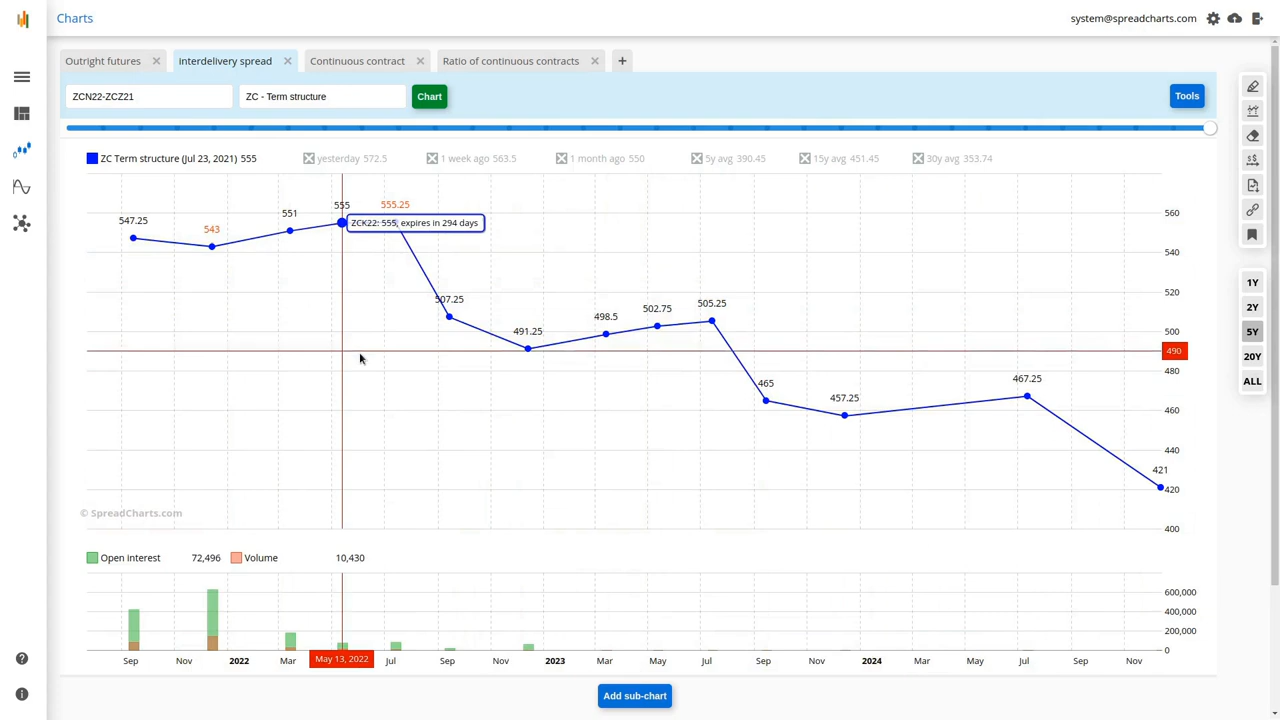 Charts
system@spreadcharts.com
Outright futures
interdelivery spread
Continuous contract
Ratio of continuous contracts
+
ZCN22-ZCZ21
ZC - Term structure
Chart
Tools
ZC Term structure (Jul 23, 2021) 555
yesterday 572.5
1 week ago 563.5
1 month ago 550
5y avg 390.45
15y avg 451.45
30y avg 353.74
547.25
543
551
555
555.25
ZCK22: 555, expires in 294 days
507.25
491.25
498.5
502.75
505.25
465
457.25
467.25
421
560
540
520
500
490
480
460
440
420
400
© SpreadCharts.com
1Y
2Y
5Y
20Y
ALL
Open interest 72,496
Volume 10,430
600,000
400,000
200,000
0
Sep
Nov
2022
Mar
May 13, 2022
Jul
Sep
Nov
2023
Mar
May
Jul
Sep
Nov
2024
Mar
May
Jul
Sep
Nov
Add sub-chart